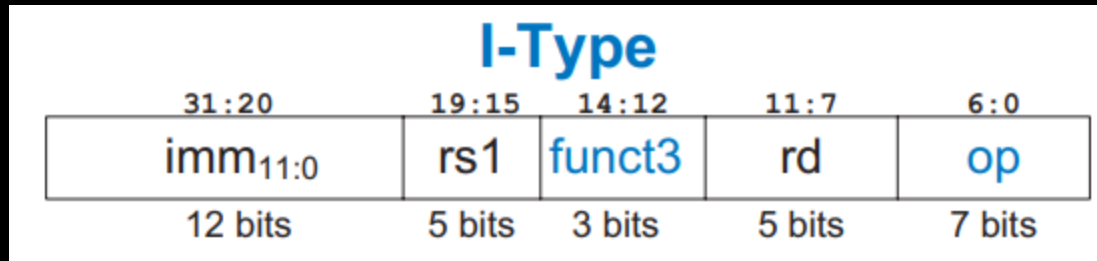 I-Type
31:20 19:15 14:12 11:7 6:0
imm11:0 rs1 funct3 rd op
12 bits 5 bits 3 bits 5 bits 7 bits